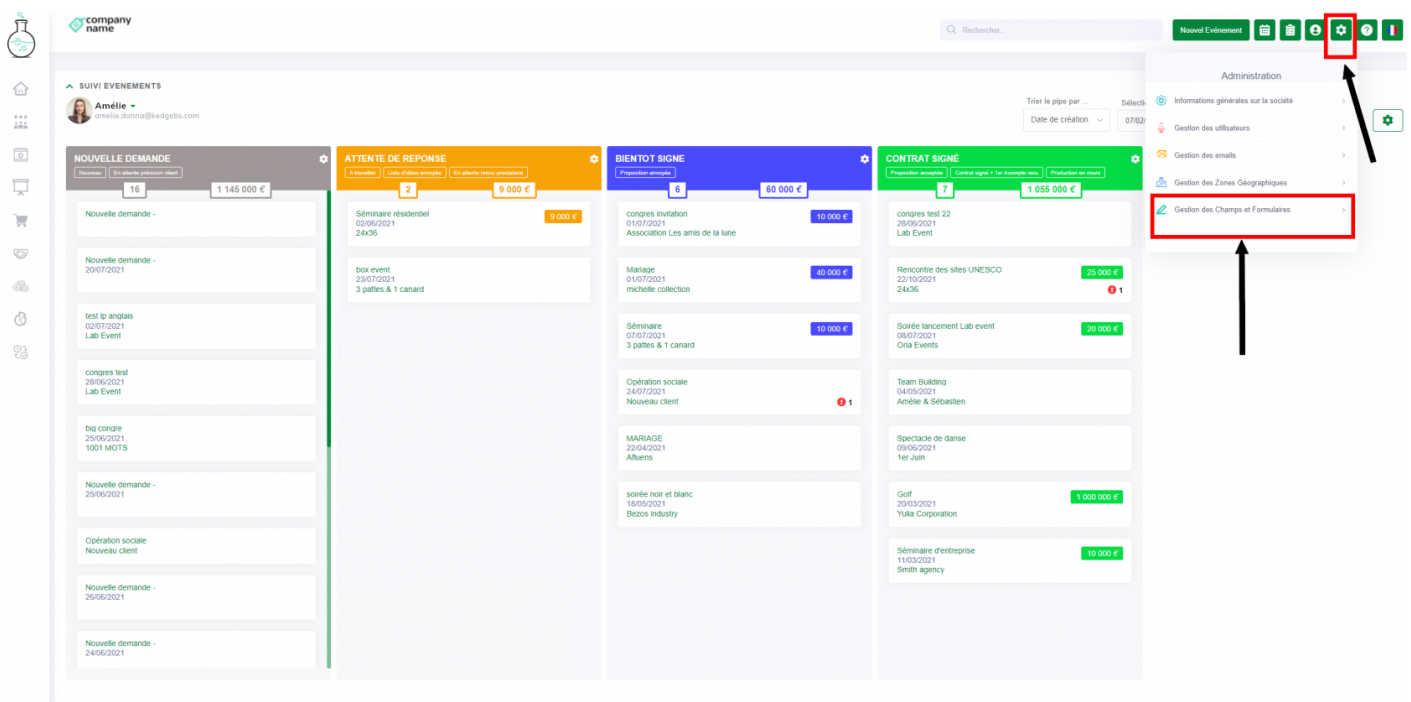 company
name
Rechercher...
Nouvel Evénement
Administration
Informations générales sur la société
Gestion des utilisateurs
Gestion des emails
Gestion des Zones Géographiques
Gestion des Champs et Formulaires
SUIVI EVENEMENTS
Amélie
amelie.danna@kedgebs.com
Trier le pipe par ...
Date de création
Sélecti
07/02/
NOUVELLE DEMANDE
Nouveau
En attente précision client
16
1 145 000 €
Nouvelle demande -
Nouvelle demande -
20/07/2021
test lp anglais
02/07/2021
Lab Event
congres test
28/06/2021
Lab Event
big congre
25/06/2021
1001 MOTS
Nouvelle demande -
25/06/2021
Opération sociale
Nouveau client
Nouvelle demande -
26/06/2021
Nouvelle demande -
24/06/2021
ATTENTE DE REPONSE
A travailler
Liste d'idées envoyée
En attente retour prestataire
2
9 000 €
Séminaire résidentiel
9 000 €
02/06/2021
24x36
box event
23/07/2021
3 pattes & 1 canard
BIENTOT SIGNE
Proposition envoyée
6
60 000 €
congres invitation
10 000 €
01/07/2021
Association Les amis de la lune
Mariage
40 000 €
01/07/2021
michelle collection
Séminaire
10 000 €
07/07/2021
3 pattes & 1 canard
Opération sociale
24/07/2021
Nouveau client
1
MARIAGE
22/04/2021
Afluens
soirée noir et blanc
18/05/2021
Bezos industry
CONTRAT SIGNÉ
Proposition acceptée
Contrat signé + 1er Acompte recu
Production en cours
7
1 055 000 €
congres test 22
28/06/2021
Lab Event
Rencontre des sites UNESCO
25 000 €
22/10/2021
24x36
1
Soirée lancement Lab event
20 000 €
08/07/2021
Oria Events
Team Building
04/05/2021
Amélie & Sébastien
Spectacle de danse
09/06/2021
1er Juin
Golf
1 000 000 €
20/03/2021
Yulia Corporation
Séminaire d'entreprise
10 000 €
11/03/2021
Smith agency